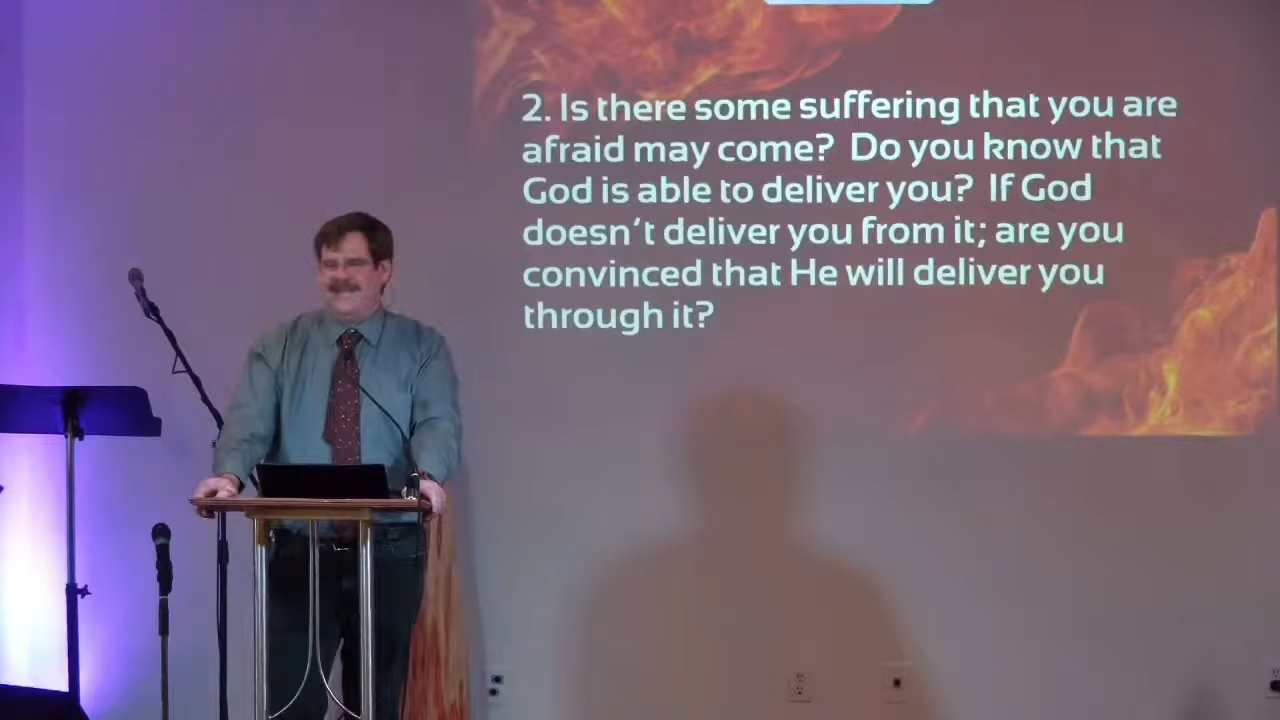 2. Is there some suffering that you are
afraid may come?  Do you know that
God is able to deliver you?  If God
doesn't deliver you from it; are you
convinced that He will deliver you
through it?